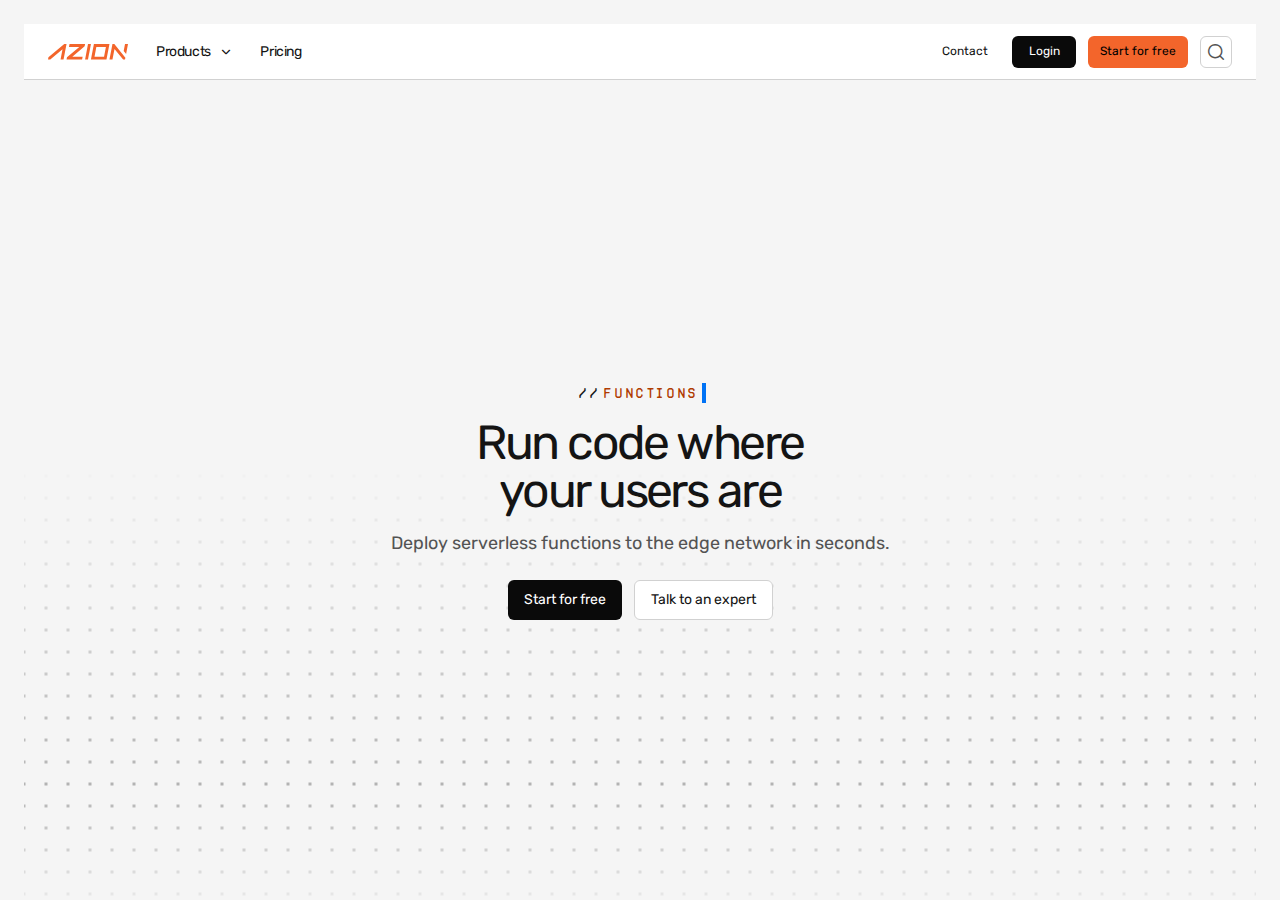 AZION
Products
Pricing
Contact
Login
Start for free
// FUNCTIONS
Run code where
your users are
Deploy serverless functions to the edge network in seconds.
Start for free
Talk to an expert